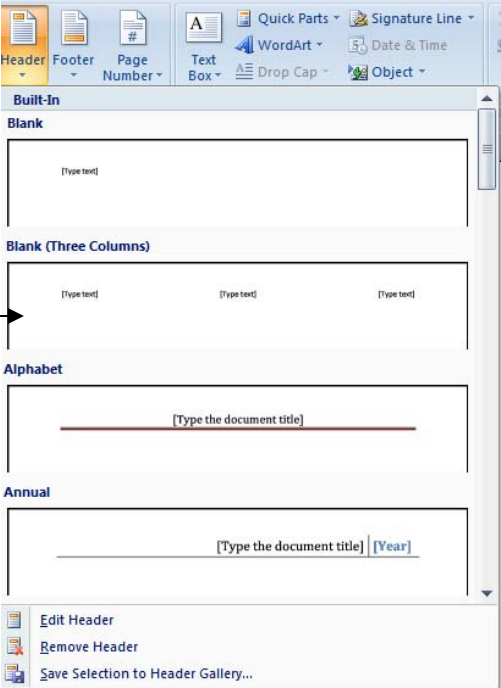 Header Footer Page Number Text Box
Quick Parts Signature Line
WordArt Date & Time
Drop Cap Object
Built-In
Blank
[Type text]
Blank (Three Columns)
[Type text] [Type text] [Type text]
Alphabet
[Type the document title]
Annual
[Type the document title] [Year]
Edit Header
Remove Header
Save Selection to Header Gallery...